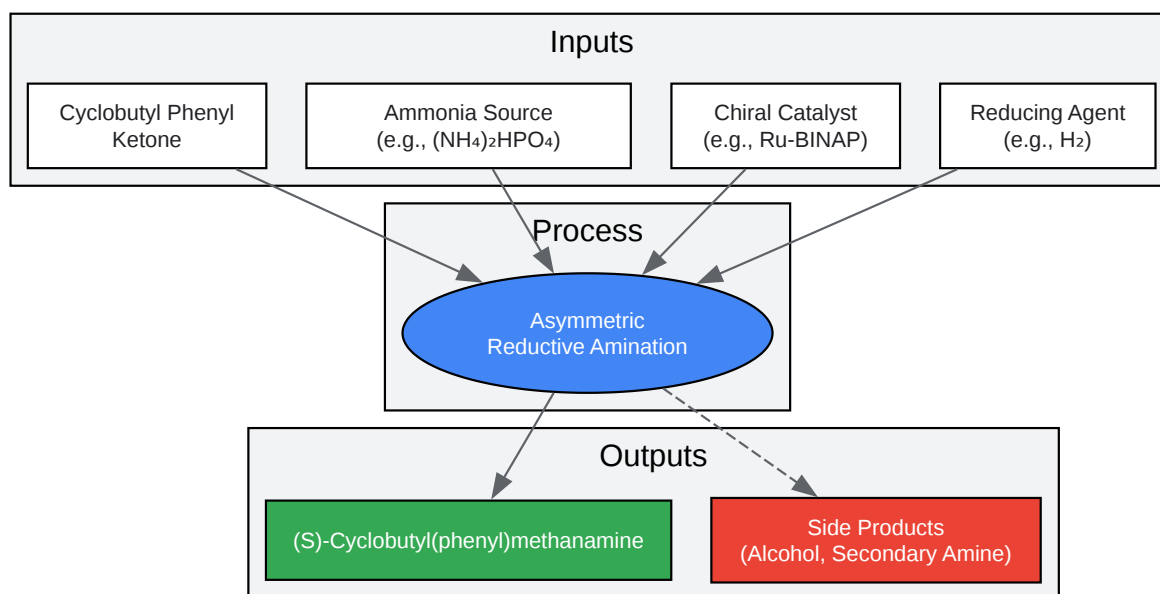 Inputs
Cyclobutyl Phenyl
Ketone
Ammonia Source
(e.g., (NH₄)₂HPO₄)
Chiral Catalyst
(e.g., Ru-BINAP)
Reducing Agent
(e.g., H₂)
Process
Asymmetric
Reductive Amination
Outputs
(S)-Cyclobutyl(phenyl)methanamine
Side Products
(Alcohol, Secondary Amine)